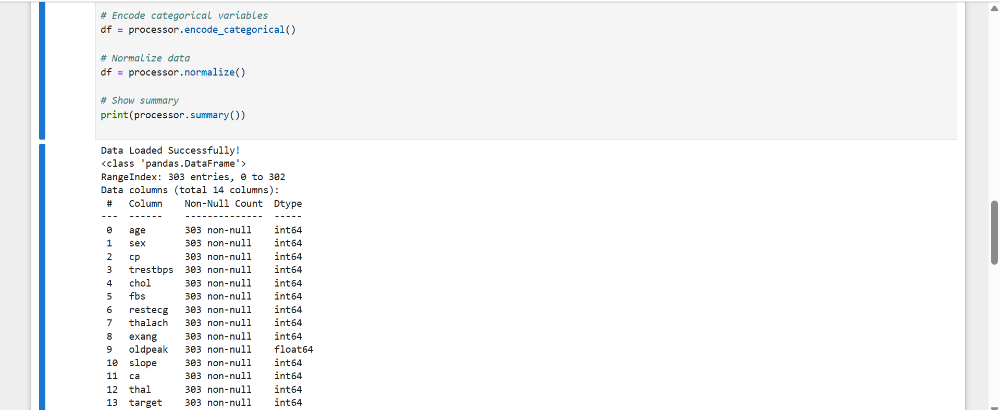 # Encode categorical variables
df = processor.encode_categorical()
# Normalize data
df = processor.normalize()
# Show summary
print(processor.summary())
Data Loaded Successfully!
<class 'pandas.DataFrame'>
RangeIndex: 303 entries, 0 to 302
Data columns (total 14 columns):
 #   Column    Non-Null Count  Dtype
---  ------    --------------  -----
 0   age       303 non-null    int64
 1   sex       303 non-null    int64
 2   cp        303 non-null    int64
 3   trestbps  303 non-null    int64
 4   chol      303 non-null    int64
 5   fbs       303 non-null    int64
 6   restecg   303 non-null    int64
 7   thalach   303 non-null    int64
 8   exang     303 non-null    int64
 9   oldpeak   303 non-null    float64
 10  slope     303 non-null    int64
 11  ca        303 non-null    int64
 12  thal      303 non-null    int64
 13  target    303 non-null    int64